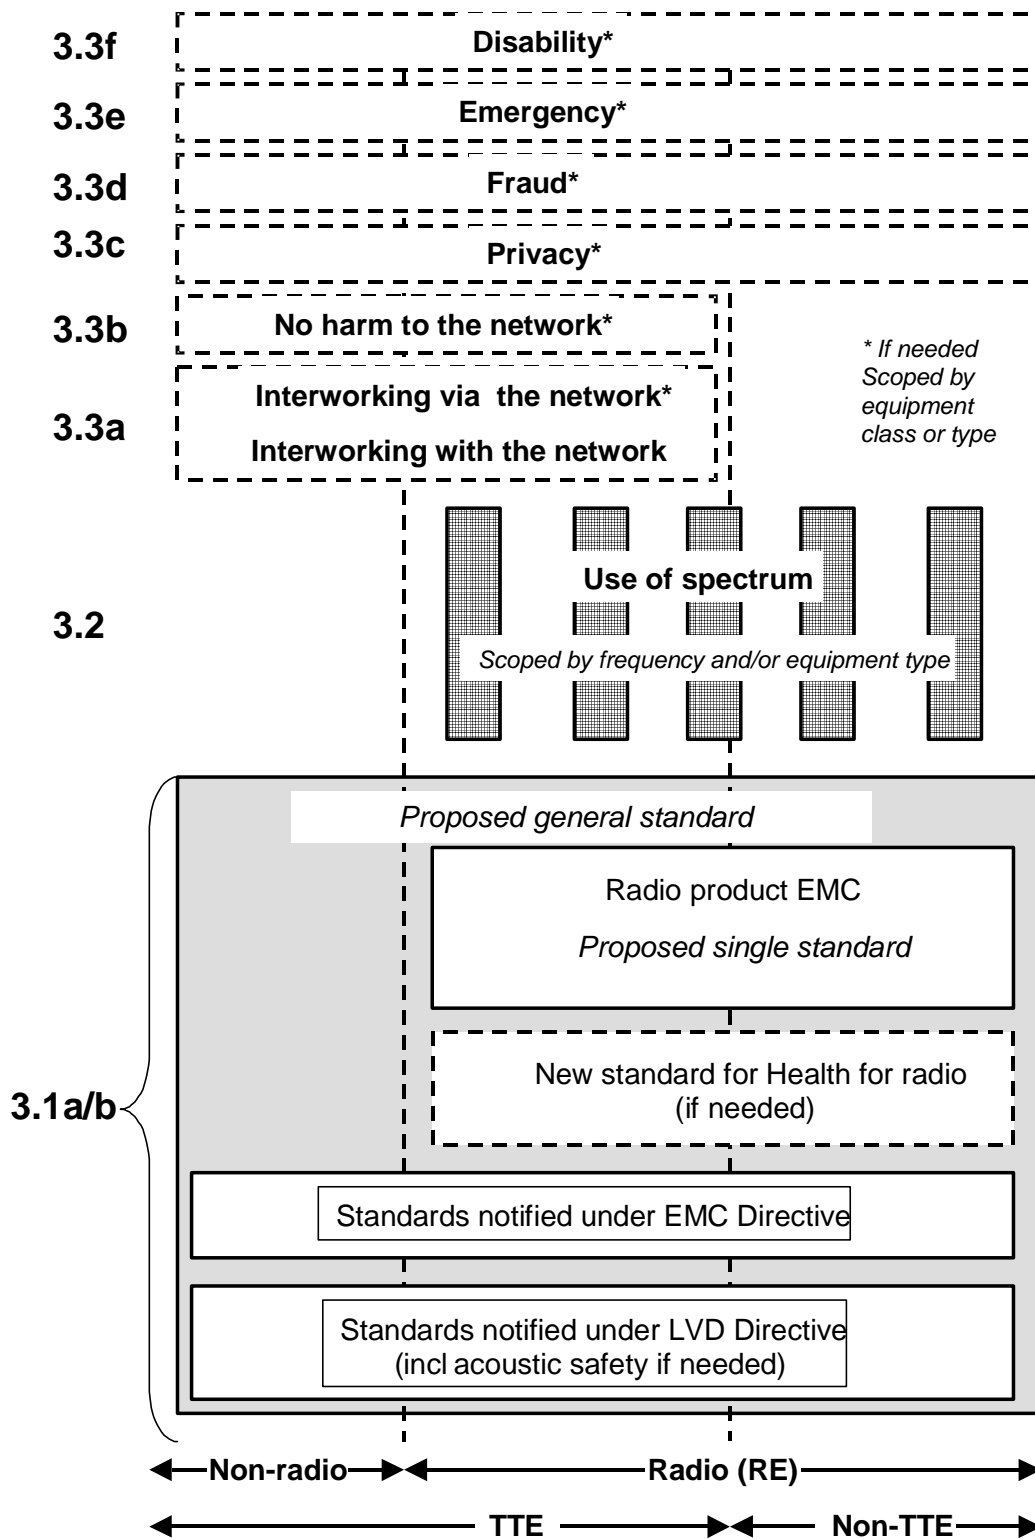 3.3f
Disability*
3.3e
Emergency*
3.3d
Fraud*
3.3c
Privacy*
3.3b
No harm to the network*
* If needed
Scoped by
equipment
class or type
3.3a
Interworking via the network*
Interworking with the network
3.2
Use of spectrum
Scoped by frequency and/or equipment type
Proposed general standard
Radio product EMC
Proposed single standard
3.1a/b
New standard for Health for radio
(if needed)
Standards notified under EMC Directive
Standards notified under LVD Directive
(incl acoustic safety if needed)
Non-radio
Radio (RE)
TTE
Non-TTE